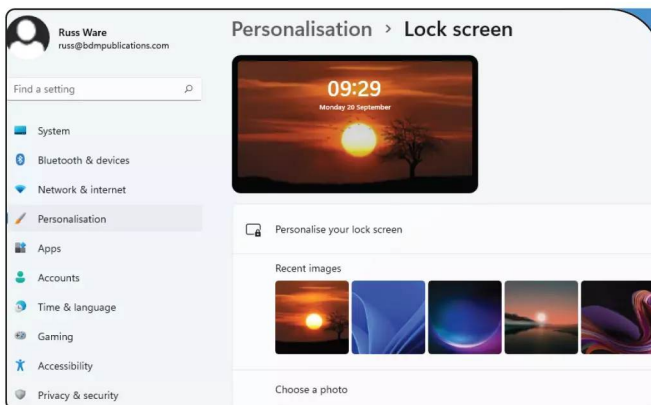 Russ Ware
russ@bdmpublications.com
Find a setting
System
Bluetooth & devices
Network & internet
Personalisation
Apps
Accounts
Time & language
Gaming
Accessibility
Privacy & security
Personalisation > Lock screen
09:29
Monday 20 September
Personalise your lock screen
Recent images
Choose a photo